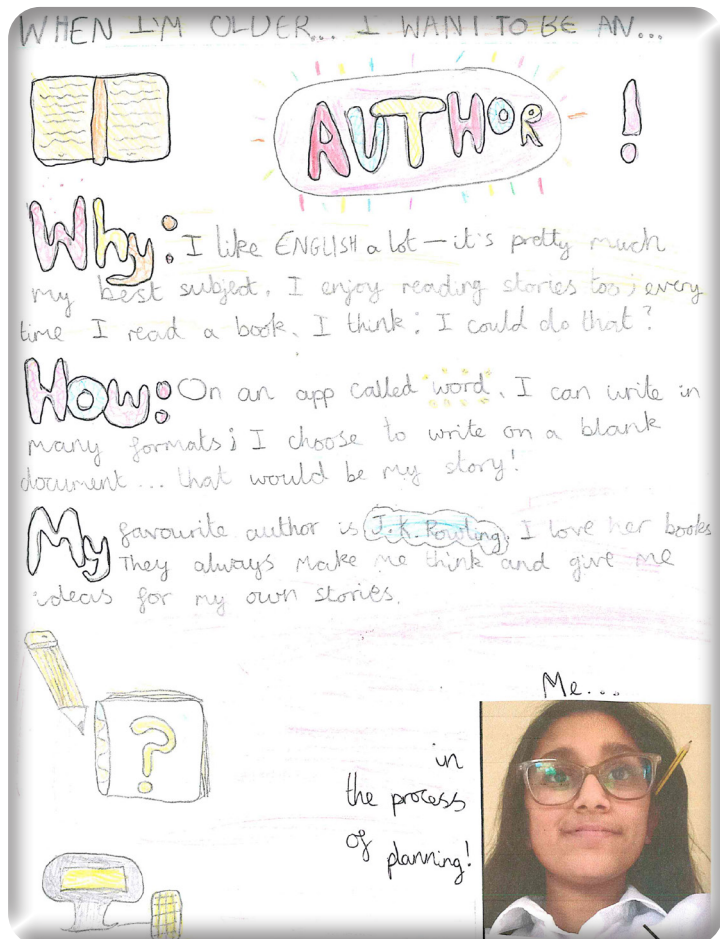 WHEN I'M OLDER... I WANT TO BE AN...
AUTHOR!
Why: I like ENGLISH a lot – it's pretty much
my best subject. I enjoy reading stories too; every
time I read a book, I think: I could do that?
How: On an app called word, I can write in
many formats; I choose to write on a blank
document... that would be my story!
My favourite author is J.K. Rowling. I love her books
They always make me think and give me
ideas for my own stories.
?
Me...
in
the process
of
planning!